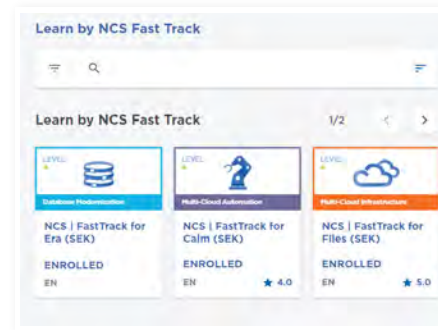 Learn by NCS Fast Track
Learn by NCS Fast Track
1/2
LEVEL:
Database Modernization
NCS | FastTrack for
Era (SEK)
ENROLLED
EN
LEVEL:
Multi-Cloud Automation
NCS | FastTrack for
Calm (SEK)
ENROLLED
EN
4.0
LEVEL:
Multi-Cloud Infrastructure
NCS | FastTrack for
Files (SEK)
ENROLLED
EN
5.0